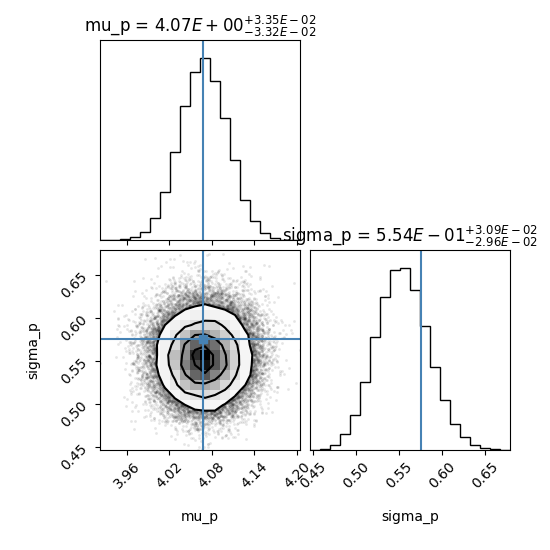 mu_p = 4.07E + 00+3.35E − 02 −3.32E − 02
sigma_p = 5.54E − 01+3.09E − 02 −2.96E − 02
0.65
0.60
0.55
0.50
0.45
sigma_p
3.96 4.02 4.08 4.14 4.20
0.45 0.50 0.55 0.60 0.65
mu_p
sigma_p